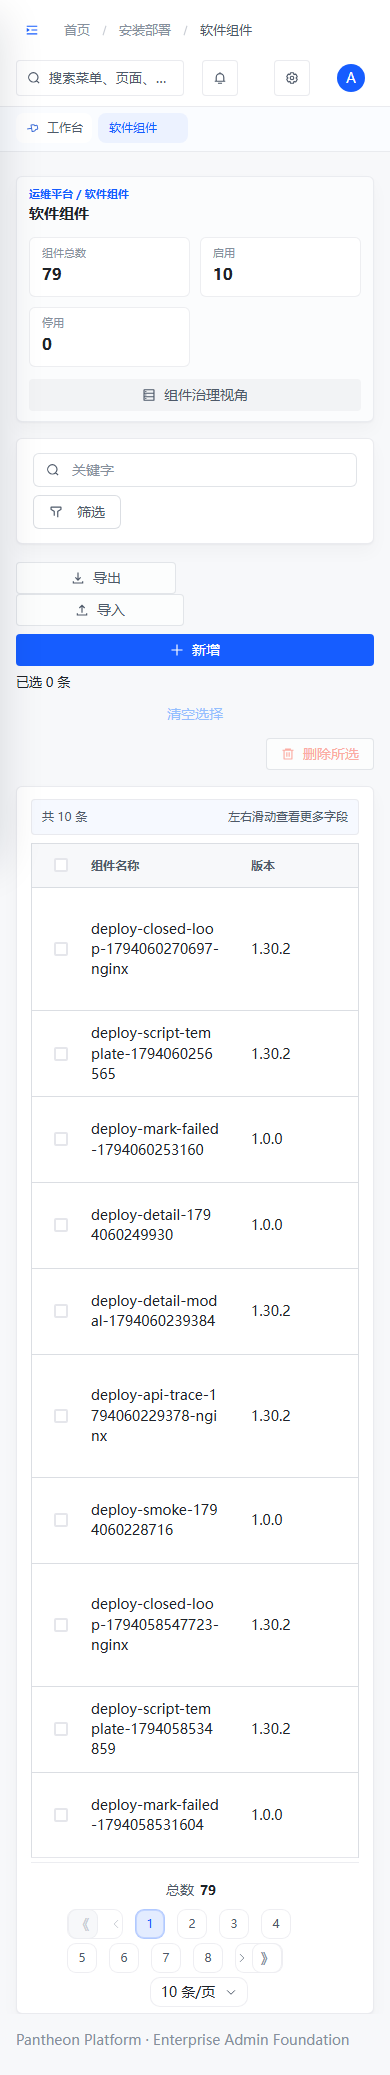 首页 / 安装部署 / 软件组件
搜索菜单、页面、...
A
工作台 软件组件
运维平台 / 软件组件
软件组件
组件总数
79
启用
10
停用
0
组件治理视角
关键字
筛选
导出
导入
新增
已选 0 条
清空选择
删除所选
共 10 条 左右滑动查看更多字段
组件名称 版本
deploy-closed-loo
p-1794060270697-
nginx
1.30.2
deploy-script-tem
plate-1794060256
565
1.30.2
deploy-mark-failed
-1794060253160
1.0.0
deploy-detail-179
4060249930
1.0.0
deploy-detail-mod
al-1794060239384
1.30.2
deploy-api-trace-1
794060229378-ngi
nx
1.30.2
deploy-smoke-179
4060228716
1.0.0
deploy-closed-loo
p-1794058547723-
nginx
1.30.2
deploy-script-tem
plate-1794058534
859
1.30.2
deploy-mark-failed
-1794058531604
1.0.0
总数 79
1 2 3 4
5 6 7 8
10 条/页
Pantheon Platform · Enterprise Admin Foundation